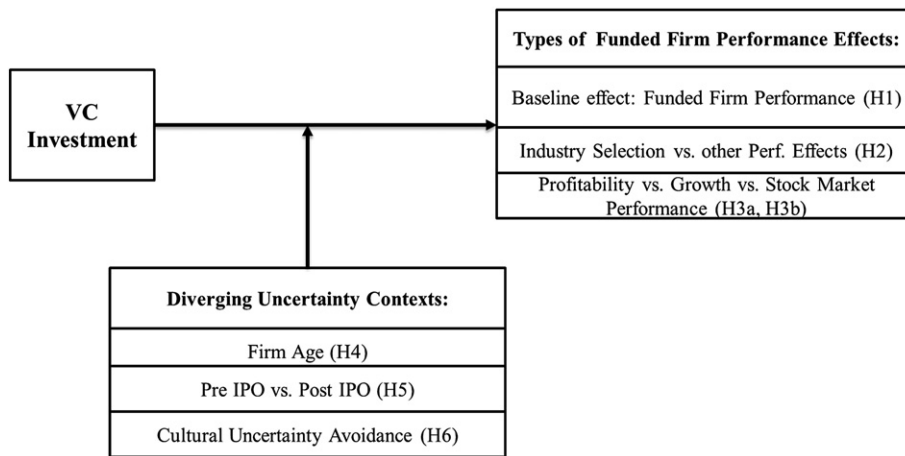 VC
Investment
Types of Funded Firm Performance Effects:
Baseline effect: Funded Firm Performance (H1)
Industry Selection vs. other Perf. Effects (H2)
Profitability vs. Growth vs. Stock Market
Performance (H3a, H3b)
Diverging Uncertainty Contexts:
Firm Age (H4)
Pre IPO vs. Post IPO (H5)
Cultural Uncertainty Avoidance (H6)